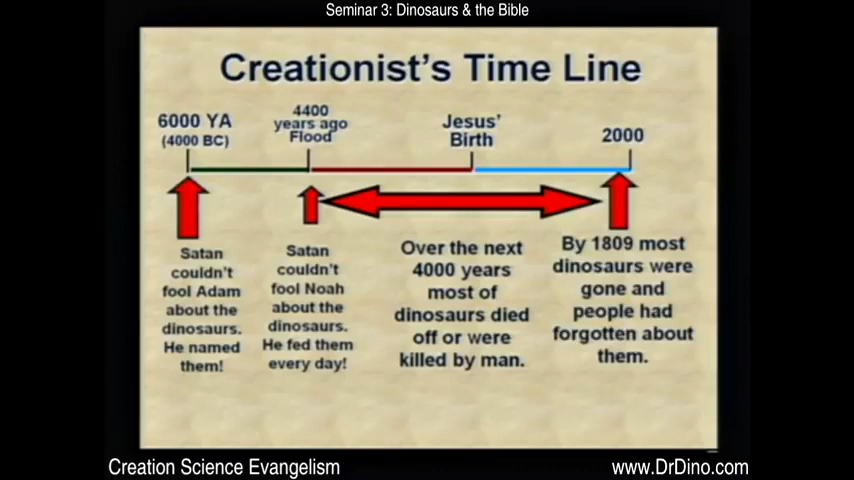 Seminar 3: Dinosaurs & the Bible
Creationist's Time Line
6000 YA
(4000 BC)
4400
years ago
Flood
Jesus'
Birth
2000
Satan
couldn't
fool Adam
about the
dinosaurs.
He named
them!
Satan
couldn't
fool Noah
about the
dinosaurs.
He fed them
every day!
Over the next
4000 years
most of
dinosaurs died
off or were
killed by man.
By 1809 most
dinosaurs were
gone and
people had
forgotten about
them.
Creation Science Evangelism
www.DrDino.com